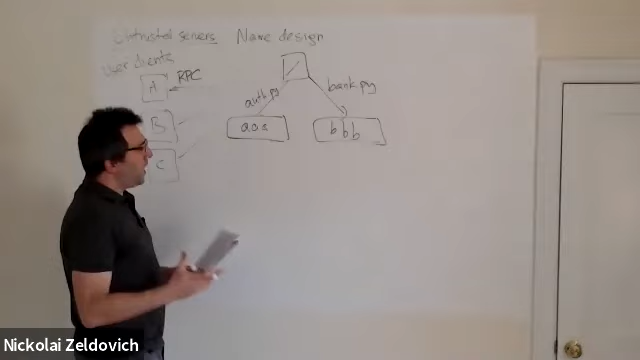 Untrusted servers Name design
User clients
A RPC
auth.py bank.py
B aaa bbb
C
Nickolai Zeldovich